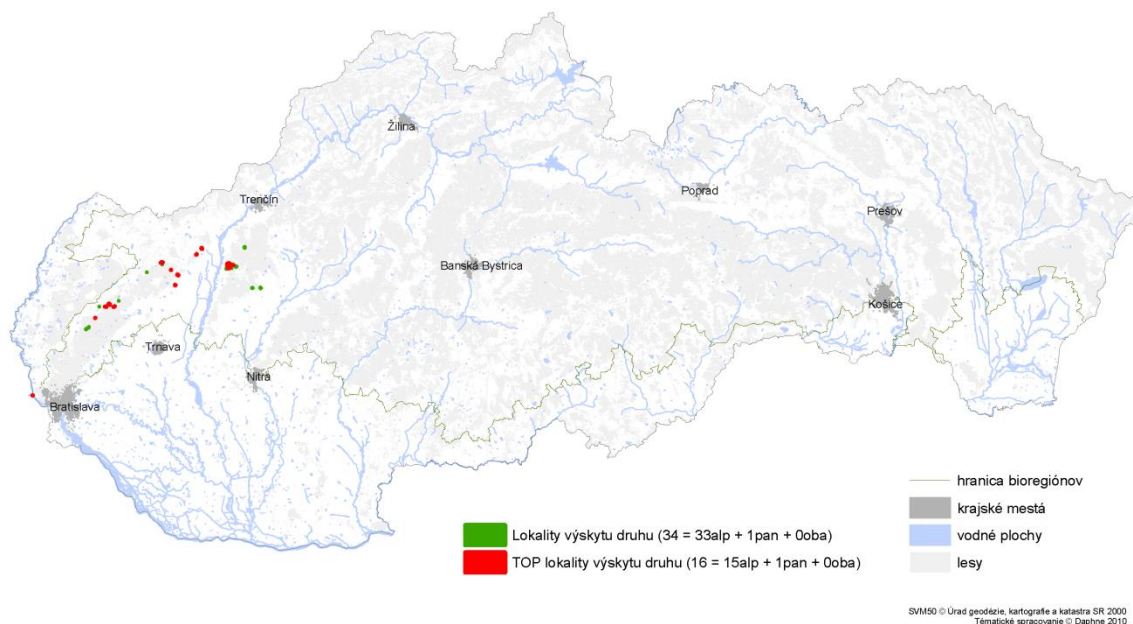 Žilina
Poprad
Trenčín
Prešov
Banská Bystrica
Košice
Trnava
Nitra
Bratislava
hranica bioregiónov
krajské mestá
vodné plochy
lesy
Lokality výskytu druhu (34 = 33alp + 1pan + 0oba)
TOP lokality výskytu druhu (16 = 15alp + 1pan + 0oba)
SVM50 © Úrad geodézie, kartografie a katastra SR 2000
Tématické spracovanie © Daphne 2010